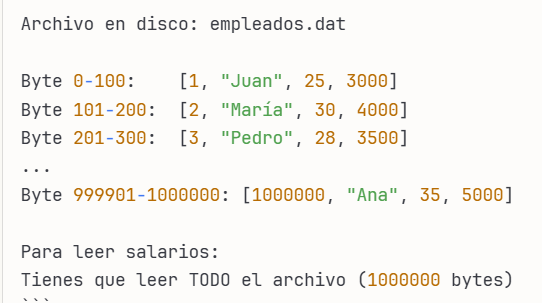 Archivo en disco: empleados.dat
Byte 0-100:    [1, "Juan", 25, 3000]
Byte 101-200:  [2, "María", 30, 4000]
Byte 201-300:  [3, "Pedro", 28, 3500]
...
Byte 999901-1000000: [1000000, "Ana", 35, 5000]
Para leer salarios:
Tienes que leer TODO el archivo (1000000 bytes)
```